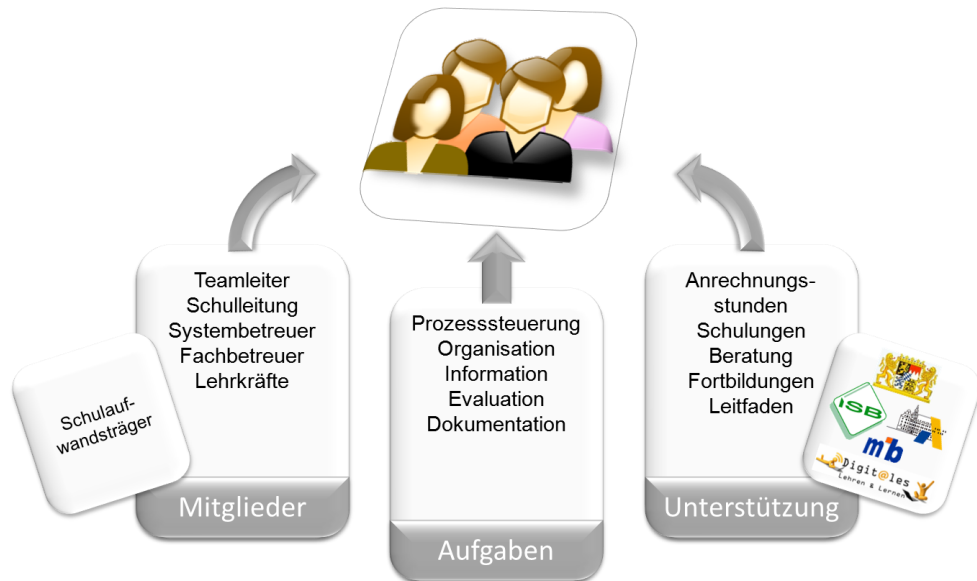 Teamleiter
Schulleitung
Systembetreuer
Fachbetreuer
Lehrkräfte
Schulauf-
wandsträger
Mitglieder
Prozesssteuerung
Organisation
Information
Evaluation
Dokumentation
Aufgaben
Anrechnungs-
stunden
Schulungen
Beratung
Fortbildungen
Leitfaden
ISB
mib
Digit@les
Lehren & Lernen
Unterstützung